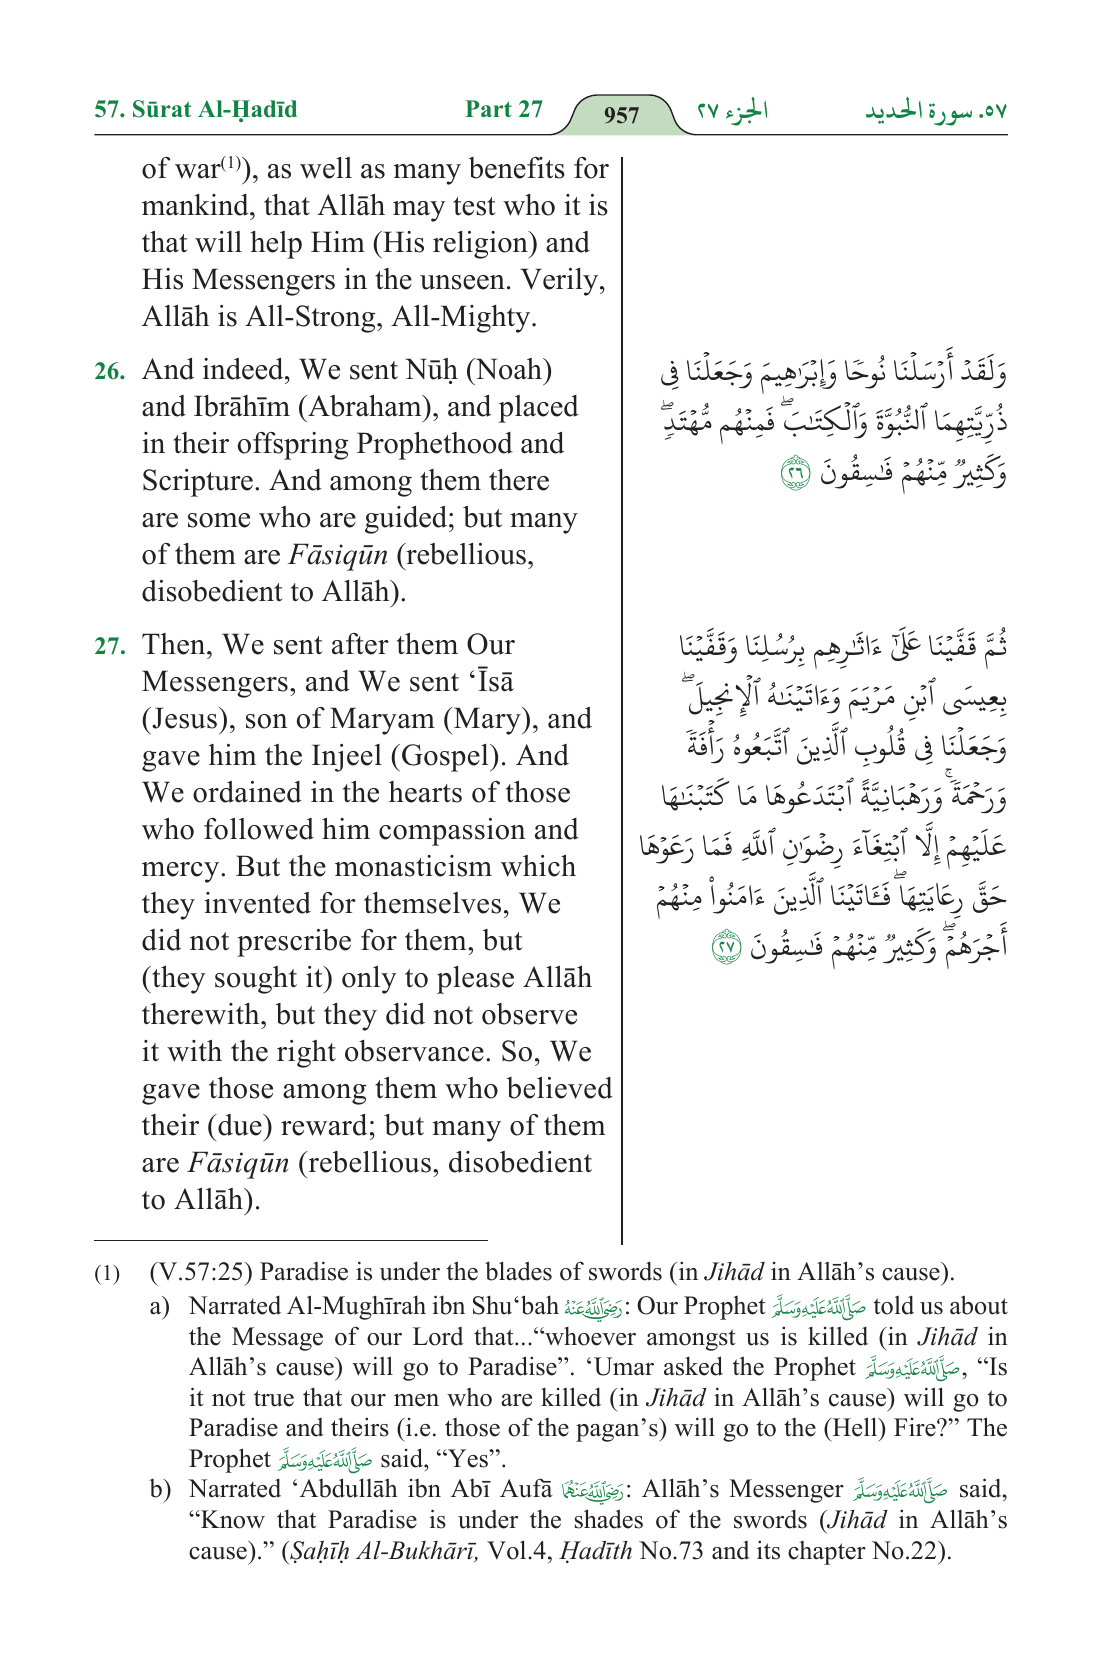 57. Sūrat Al-Ḥadīd Part 27 957 الجزء ٢٧ ٥٧. سورة الحديد
of war(1)), as well as many benefits for
mankind, that Allāh may test who it is
that will help Him (His religion) and
His Messengers in the unseen. Verily,
Allāh is All-Strong, All-Mighty.
26. And indeed, We sent Nūḥ (Noah)
and Ibrāhīm (Abraham), and placed
in their offspring Prophethood and
Scripture. And among them there
are some who are guided; but many
of them are Fāsiqūn (rebellious,
disobedient to Allāh).
وَلَقَدْ أَرْسَلْنَا نُوحًا وَإِبْرَٰهِيمَ وَجَعَلْنَا فِى
ذُرِّيَّتِهِمَا ٱلنُّبُوَّةَ وَٱلْكِتَـٰبَ ۖ فَمِنْهُم مُّهْتَدٍ ۖ
وَكَثِيرٌ مِّنْهُمْ فَـٰسِقُونَ ٢٦
27. Then, We sent after them Our
Messengers, and We sent ‘Īsā
(Jesus), son of Maryam (Mary), and
gave him the Injeel (Gospel). And
We ordained in the hearts of those
who followed him compassion and
mercy. But the monasticism which
they invented for themselves, We
did not prescribe for them, but
(they sought it) only to please Allāh
therewith, but they did not observe
it with the right observance. So, We
gave those among them who believed
their (due) reward; but many of them
are Fāsiqūn (rebellious, disobedient
to Allāh).
ثُمَّ قَفَّيْنَا عَلَىٰٓ ءَاثَـٰرِهِم بِرُسُلِنَا وَقَفَّيْنَا
بِعِيسَى ٱبْنِ مَرْيَمَ وَءَاتَيْنَـٰهُ ٱلْإِنجِيلَ ۖ
وَجَعَلْنَا فِى قُلُوبِ ٱلَّذِينَ ٱتَّبَعُوهُ رَأْفَةً
وَرَحْمَةً ۚ وَرَهْبَانِيَّةً ٱبْتَدَعُوهَا مَا كَتَبْنَـٰهَا
عَلَيْهِمْ إِلَّا ٱبْتِغَآءَ رِضْوَٰنِ ٱللَّهِ فَمَا رَعَوْهَا
حَقَّ رِعَايَتِهَا ۖ فَـَٔاتَيْنَا ٱلَّذِينَ ءَامَنُوا۟ مِنْهُمْ
أَجْرَهُمْ ۖ وَكَثِيرٌ مِّنْهُمْ فَـٰسِقُونَ ٢٧
(1) (V.57:25) Paradise is under the blades of swords (in Jihād in Allāh’s cause).
a) Narrated Al-Mughīrah ibn Shu‘bah رَضِيَ اللَّهُ عَنْهُ: Our Prophet صَلَّى اللَّهُ عَلَيْهِ وَسَلَّمَ told us about
the Message of our Lord that...“whoever amongst us is killed (in Jihād in
Allāh’s cause) will go to Paradise”. ‘Umar asked the Prophet صَلَّى اللَّهُ عَلَيْهِ وَسَلَّمَ, “Is
it not true that our men who are killed (in Jihād in Allāh’s cause) will go to
Paradise and theirs (i.e. those of the pagan’s) will go to the (Hell) Fire?” The
Prophet صَلَّى اللَّهُ عَلَيْهِ وَسَلَّمَ said, “Yes”.
b) Narrated ‘Abdullāh ibn Abī Aufā رَضِيَ اللَّهُ عَنْهُمَا: Allāh’s Messenger صَلَّى اللَّهُ عَلَيْهِ وَسَلَّمَ said,
“Know that Paradise is under the shades of the swords (Jihād in Allāh’s
cause).” (Ṣaḥīḥ Al-Bukhārī, Vol.4, Ḥadīth No.73 and its chapter No.22).